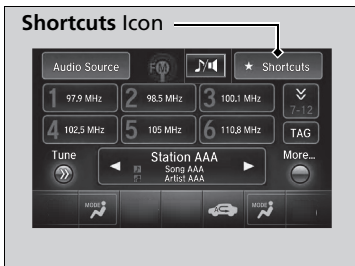 Shortcuts Icon
Audio Source FM ★ Shortcuts
1 97.9 MHz 2 98.5 MHz 3 100.1 MHz 7-12
4 102,5 MHz 5 105 MHz 6 110,8 MHz TAG
Tune Station AAA More...
Song AAA
Artist AAA
MODE A MODE